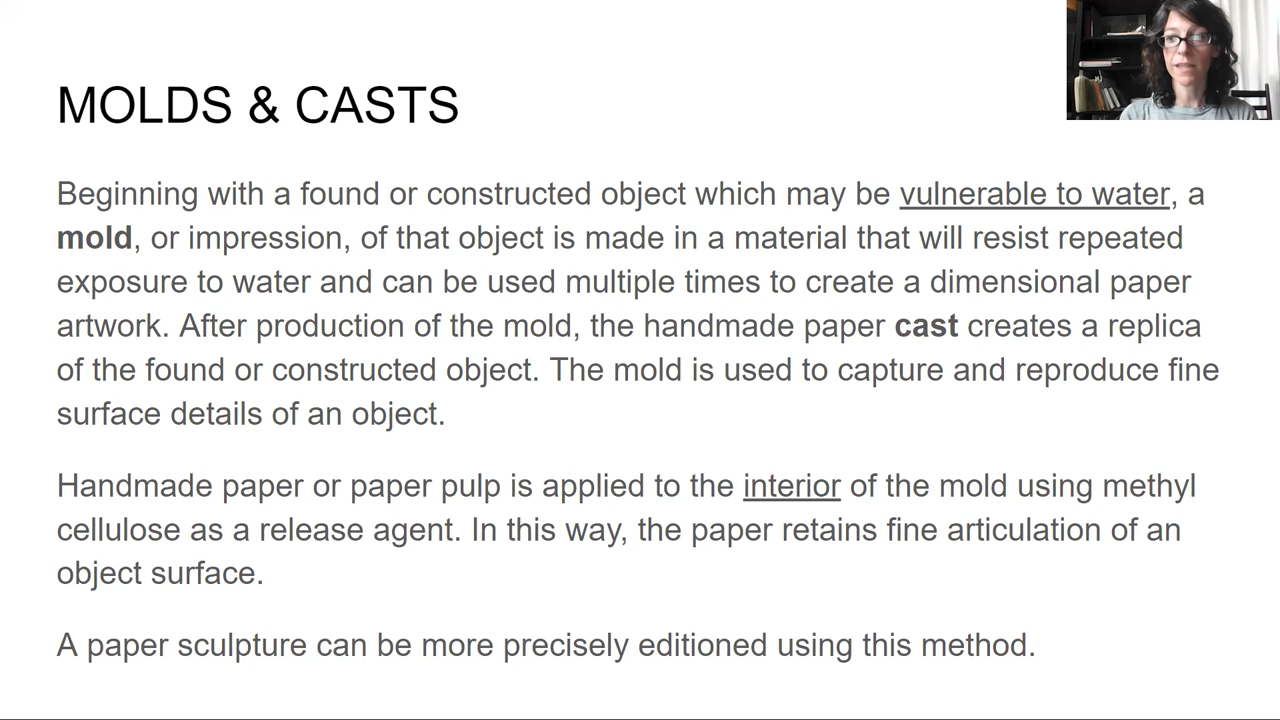 MOLDS & CASTS
Beginning with a found or constructed object which may be vulnerable to water, a
mold, or impression, of that object is made in a material that will resist repeated
exposure to water and can be used multiple times to create a dimensional paper
artwork. After production of the mold, the handmade paper cast creates a replica
of the found or constructed object. The mold is used to capture and reproduce fine
surface details of an object.
Handmade paper or paper pulp is applied to the interior of the mold using methyl
cellulose as a release agent. In this way, the paper retains fine articulation of an
object surface.
A paper sculpture can be more precisely editioned using this method.